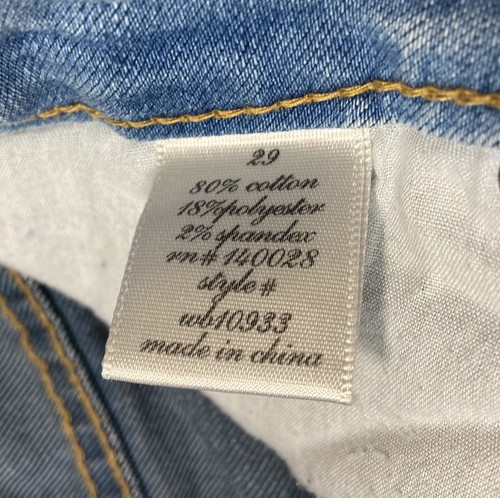 29
80% cotton
18%polyester
2% spandex
rn# 140028
style#
wb10933
made in china